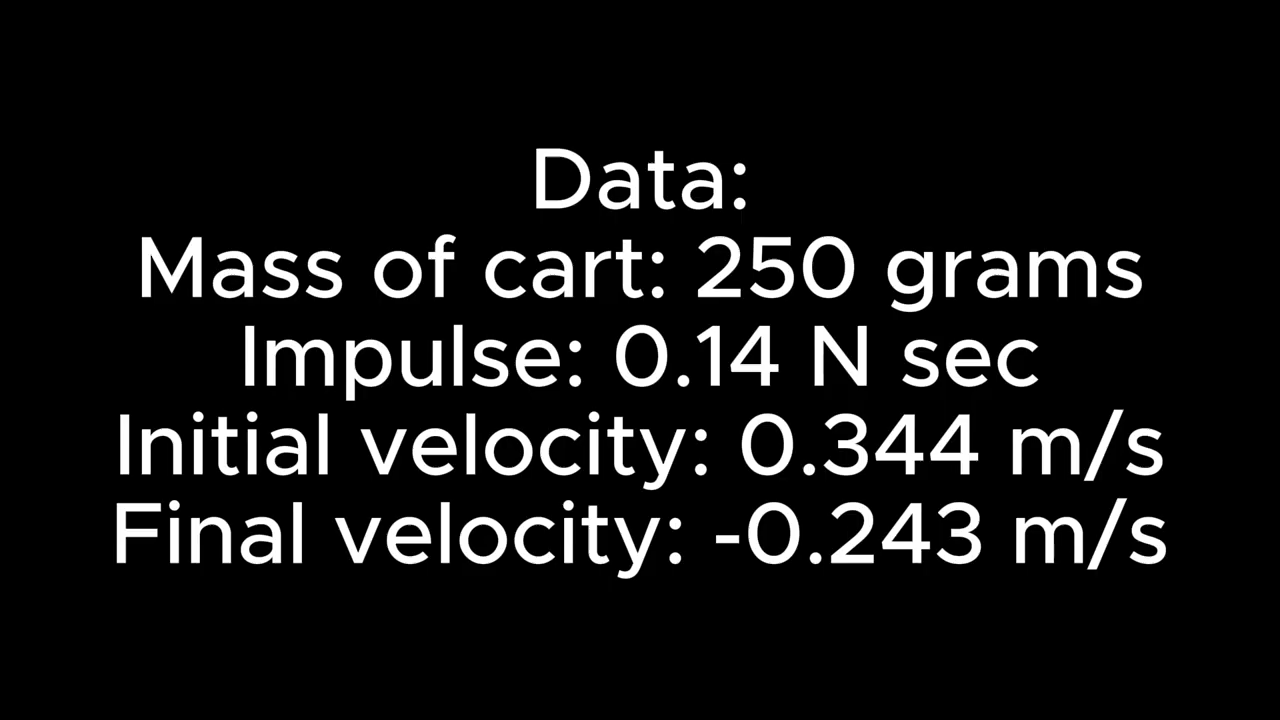 Data:
Mass of cart: 250 grams
Impulse: 0.14 N sec
Initial velocity: 0.344 m/s
Final velocity: -0.243 m/s